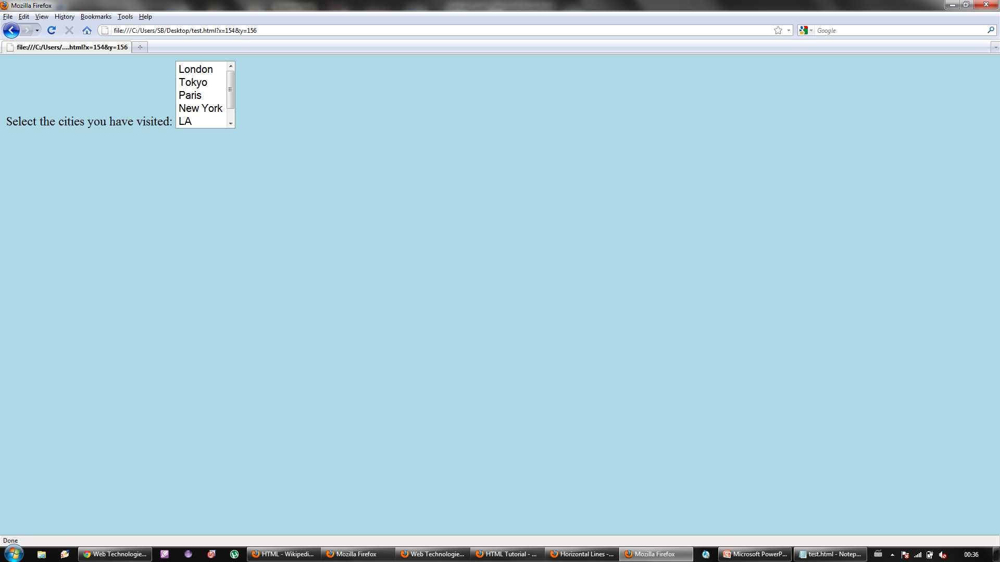 Mozilla Firefox
File Edit View History Bookmarks Tools Help
file:///C:/Users/SB/Desktop/test.html?x=154&y=156
Google
file:///C:/Users/....html?x=154&y=156
London
Tokyo
Paris
New York
Select the cities you have visited: LA
Done
Web Technologie... HTML - Wikipedi... Mozilla Firefox Web Technologie... HTML Tutorial - ... Horizontal Lines -... Mozilla Firefox Microsoft PowerP... test.html - Notep... 00:36